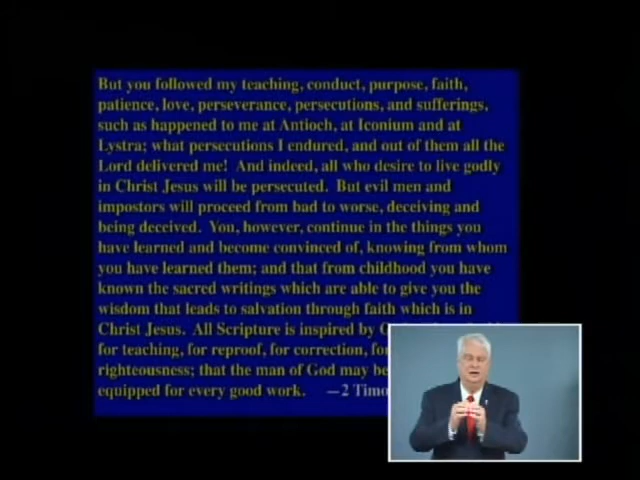 But you followed my teaching, conduct, purpose, faith,
patience, love, perseverance, persecutions, and sufferings,
such as happened to me at Antioch, at Iconium and at
Lystra; what persecutions I endured, and out of them all the
Lord delivered me!  And indeed, all who desire to live godly
in Christ Jesus will be persecuted.  But evil men and
impostors will proceed from bad to worse, deceiving and
being deceived.  You, however, continue in the things you
have learned and become convinced of, knowing from whom
you have learned them; and that from childhood you have
known the sacred writings which are able to give you the
wisdom that leads to salvation through faith which is in
Christ Jesus.  All Scripture is inspired by
for teaching, for reproof, for correction, for
righteousness; that the man of God may be
equipped for every good work.    —2 Timo